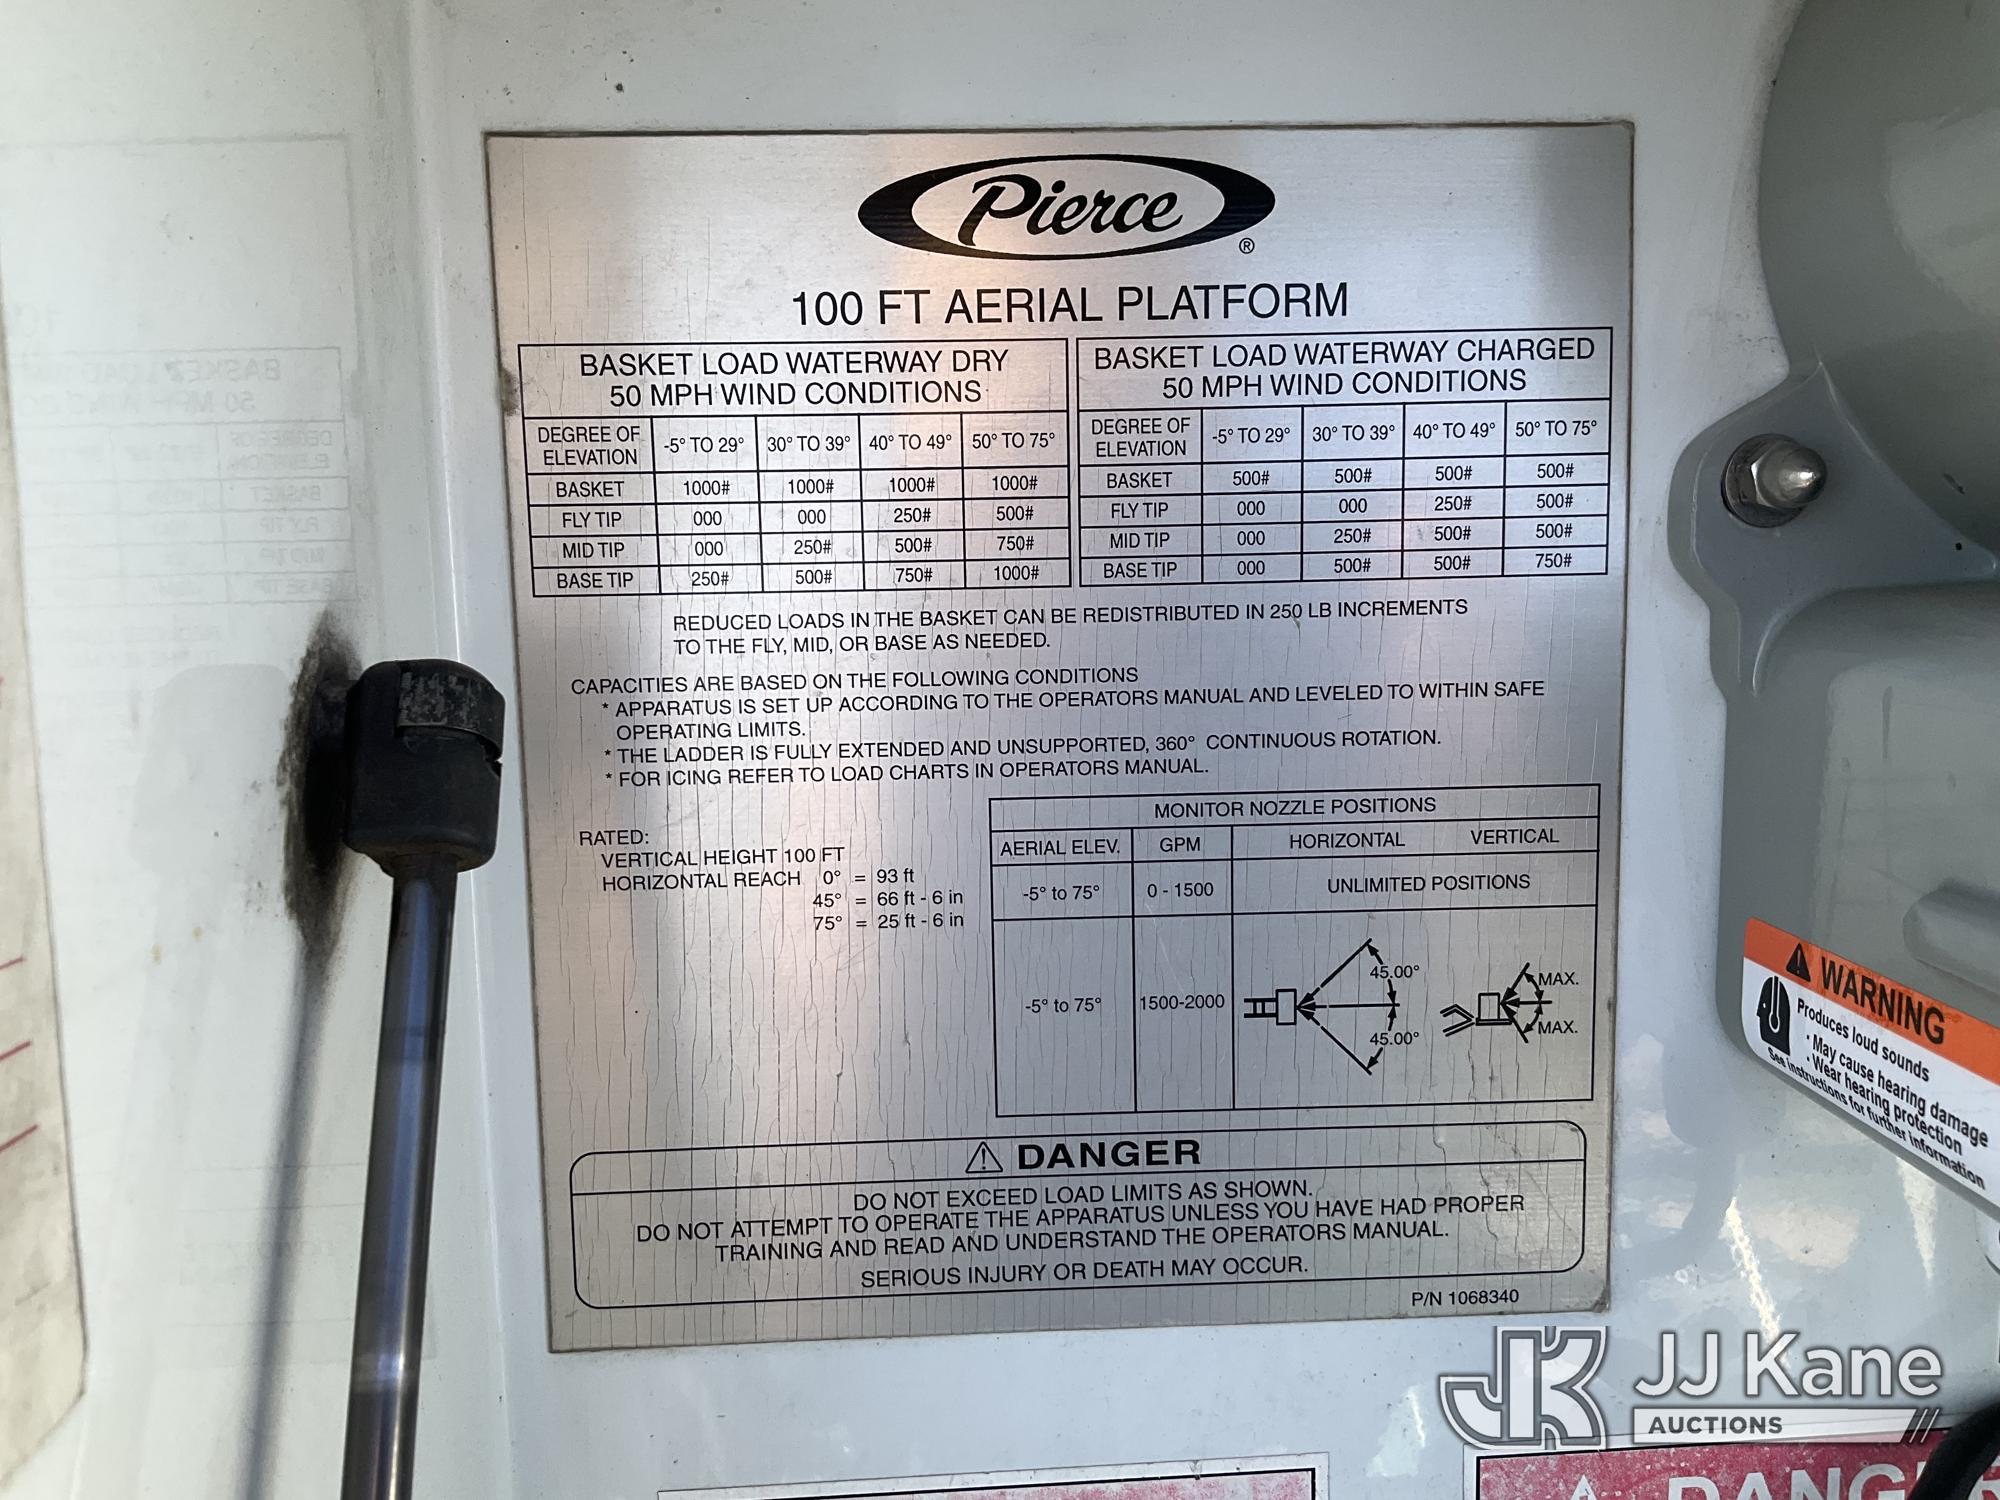 Pierce
®
100 FT AERIAL PLATFORM
BASKET LOAD WATERWAY DRY
50 MPH WIND CONDITIONS
DEGREE OF ELEVATION -5° TO 29° 30° TO 39° 40° TO 49° 50° TO 75°
BASKET 1000# 1000# 1000# 1000#
FLY TIP 000 000 250# 500#
MID TIP 000 250# 500# 750#
BASE TIP 250# 500# 750# 1000#
BASKET LOAD WATERWAY CHARGED
50 MPH WIND CONDITIONS
DEGREE OF ELEVATION -5° TO 29° 30° TO 39° 40° TO 49° 50° TO 75°
BASKET 500# 500# 500# 500#
FLY TIP 000 000 250# 500#
MID TIP 000 250# 500# 500#
BASE TIP 000 500# 500# 750#
REDUCED LOADS IN THE BASKET CAN BE REDISTRIBUTED IN 250 LB INCREMENTS
TO THE FLY, MID, OR BASE AS NEEDED.
CAPACITIES ARE BASED ON THE FOLLOWING CONDITIONS
* APPARATUS IS SET UP ACCORDING TO THE OPERATORS MANUAL AND LEVELED TO WITHIN SAFE
OPERATING LIMITS.
* THE LADDER IS FULLY EXTENDED AND UNSUPPORTED, 360° CONTINUOUS ROTATION.
* FOR ICING REFER TO LOAD CHARTS IN OPERATORS MANUAL.
RATED:
VERTICAL HEIGHT 100 FT
HORIZONTAL REACH 0° = 93 ft
45° = 66 ft - 6 in
75° = 25 ft - 6 in
MONITOR NOZZLE POSITIONS
AERIAL ELEV. GPM HORIZONTAL VERTICAL
-5° to 75° 0 - 1500 UNLIMITED POSITIONS
-5° to 75° 1500-2000
45.00°
45.00°
MAX.
MAX.
DANGER
DO NOT EXCEED LOAD LIMITS AS SHOWN.
DO NOT ATTEMPT TO OPERATE THE APPARATUS UNLESS YOU HAVE HAD PROPER
TRAINING AND READ AND UNDERSTAND THE OPERATORS MANUAL.
SERIOUS INJURY OR DEATH MAY OCCUR.
P/N 1068340
WARNING
Produces loud sounds
· May cause hearing damage
· Wear hearing protection
See instructions for further information
JJ Kane
AUCTIONS
DANG